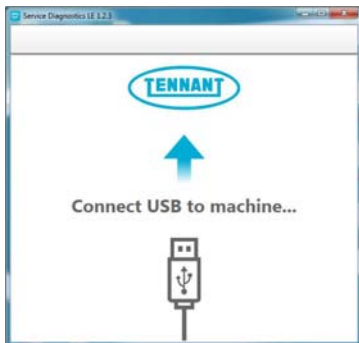 Service Diagnostics LE 1.2.3
TENNANT
Connect USB to machine...